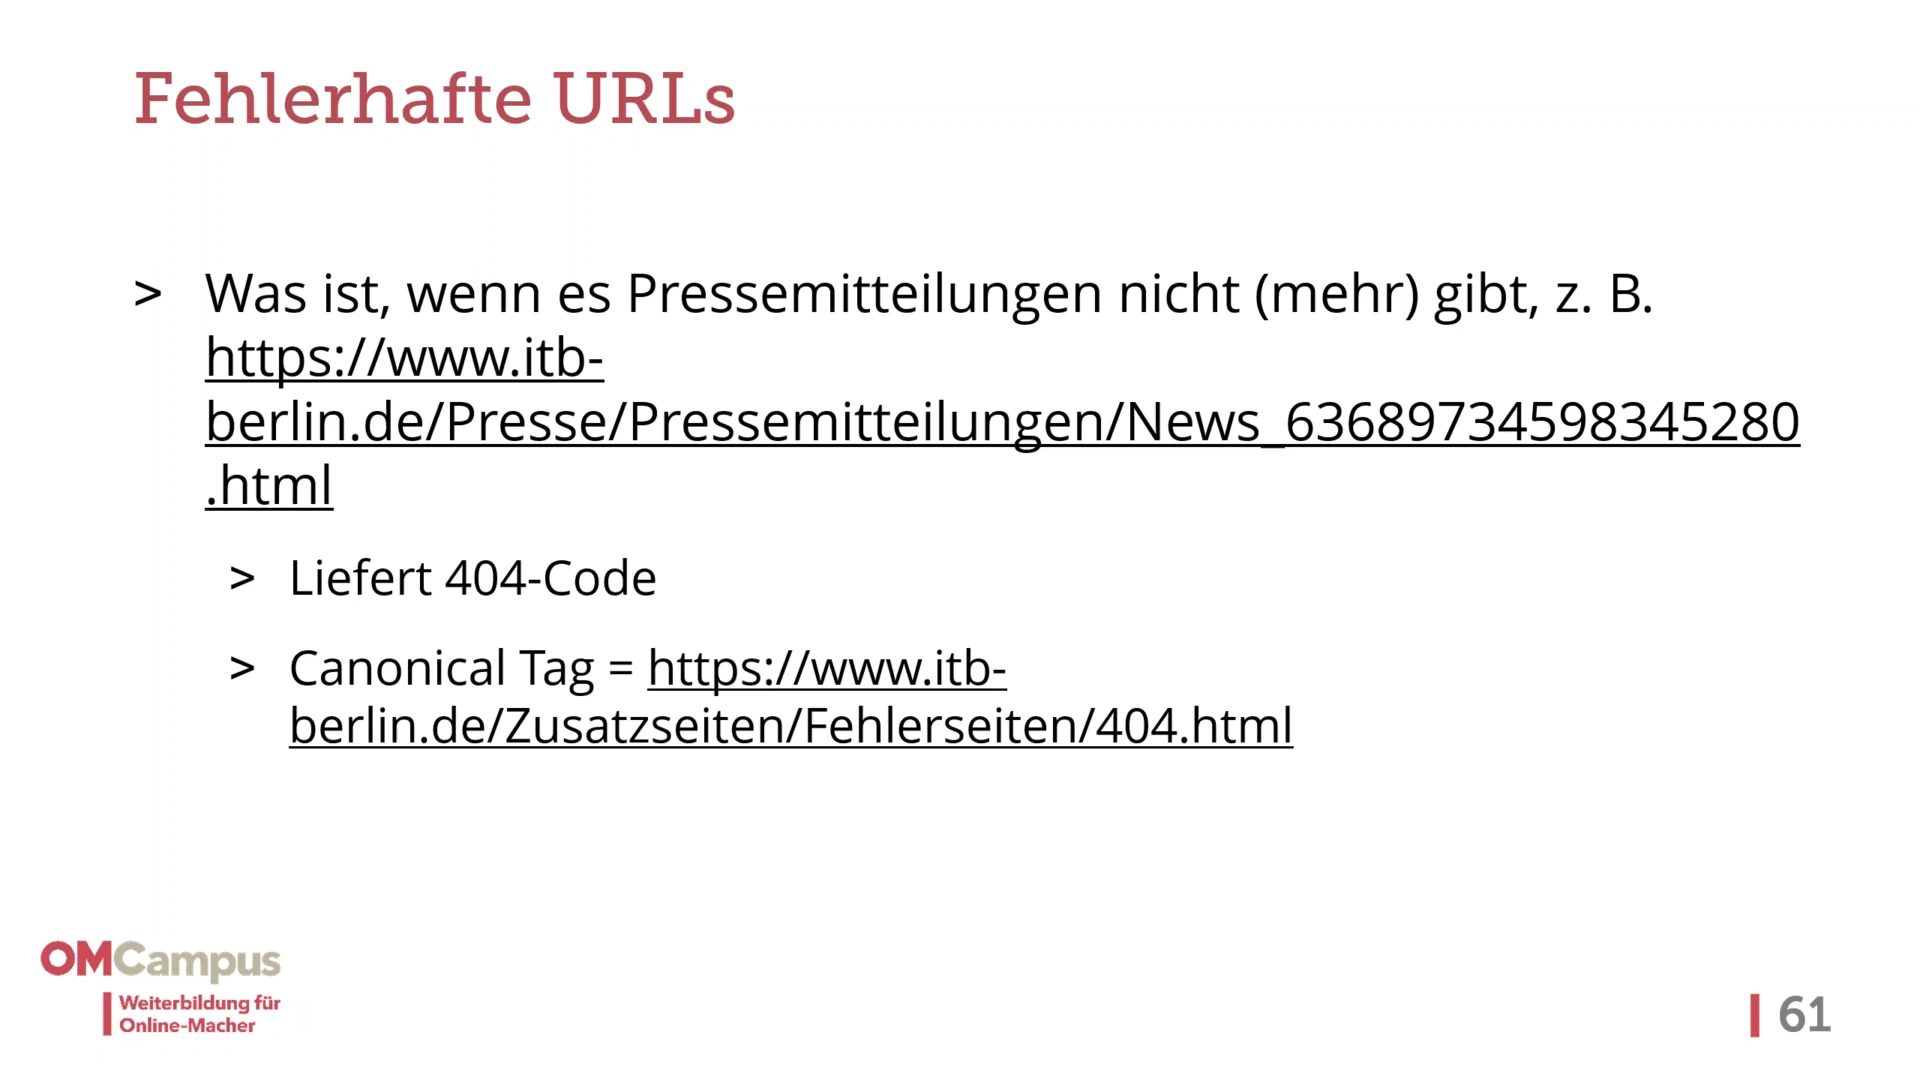 Fehlerhafte URLs
> Was ist, wenn es Pressemitteilungen nicht (mehr) gibt, z. B.
https://www.itb-
berlin.de/Presse/Pressemitteilungen/News_63689734598345280
.html
> Liefert 404-Code
> Canonical Tag = https://www.itb-
berlin.de/Zusatzseiten/Fehlerseiten/404.html
OMCampus
Weiterbildung für
Online-Macher
61